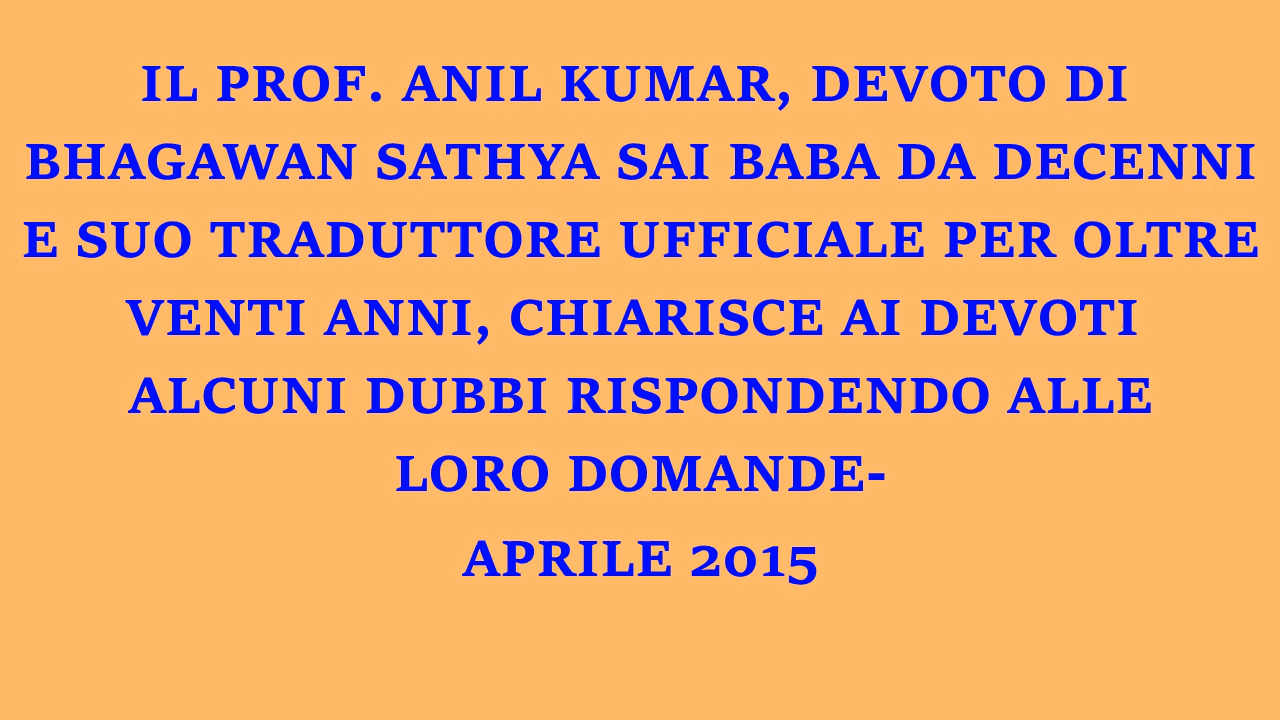 IL PROF. ANIL KUMAR, DEVOTO DI
BHAGAWAN SATHYA SAI BABA DA DECENNI
E SUO TRADUTTORE UFFICIALE PER OLTRE
VENTI ANNI, CHIARISCE AI DEVOTI
ALCUNI DUBBI RISPONDENDO ALLE
LORO DOMANDE-
APRILE 2015